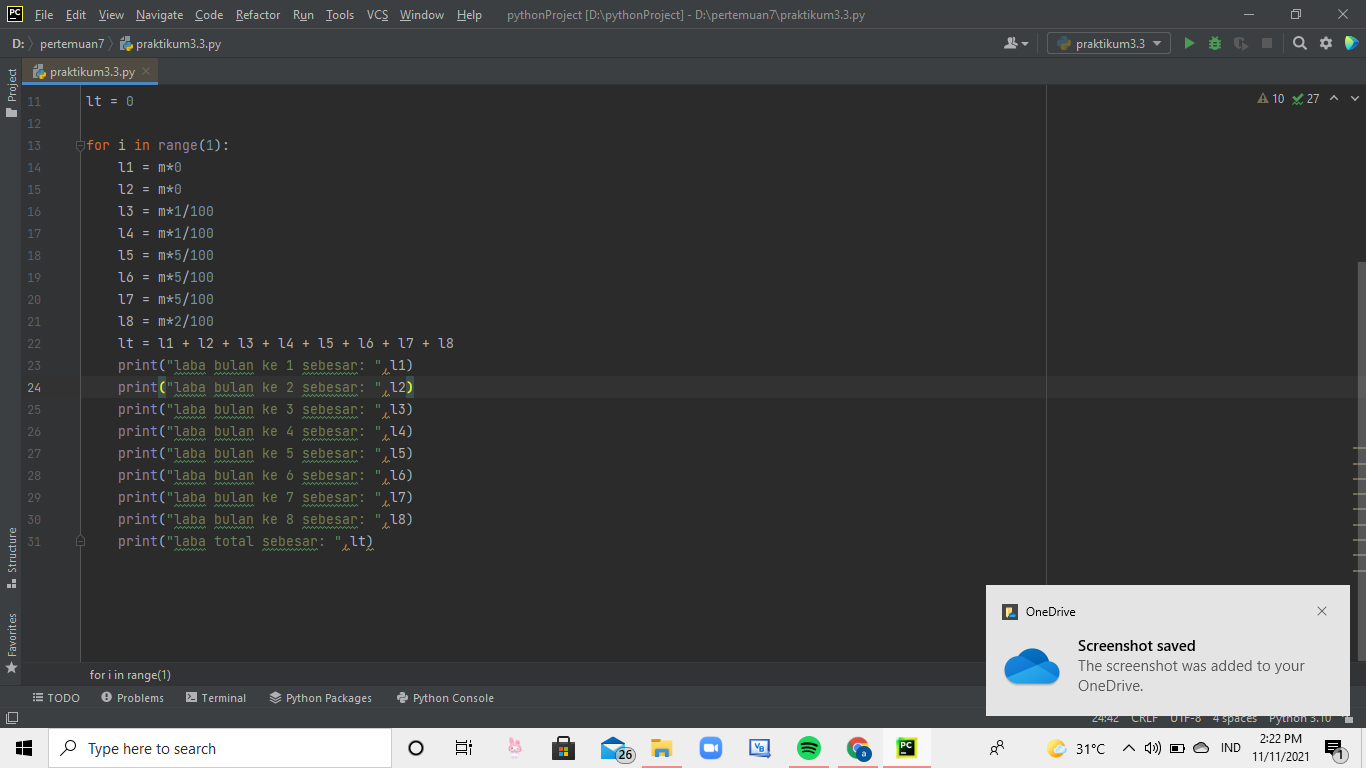 PC File Edit View Navigate Code Refactor Run Tools VCS Window Help pythonProject [D:\pythonProject] - D:\pertemuan7\praktikum3.3.py
D: pertemuan7 praktikum3.3.py praktikum3.3
praktikum3.3.py
Project
10 27
11 lt = 0
12
13 for i in range(1):
14 l1 = m*0
15 l2 = m*0
16 l3 = m*1/100
17 l4 = m*1/100
18 l5 = m*5/100
19 l6 = m*5/100
20 l7 = m*5/100
21 l8 = m*2/100
22 lt = l1 + l2 + l3 + l4 + l5 + l6 + l7 + l8
23 print("laba bulan ke 1 sebesar: ",l1)
24 print("laba bulan ke 2 sebesar: ",l2)
25 print("laba bulan ke 3 sebesar: ",l3)
26 print("laba bulan ke 4 sebesar: ",l4)
27 print("laba bulan ke 5 sebesar: ",l5)
28 print("laba bulan ke 6 sebesar: ",l6)
29 print("laba bulan ke 7 sebesar: ",l7)
30 print("laba bulan ke 8 sebesar: ",l8)
31 print("laba total sebesar: ",lt)
Structure
Favorites
OneDrive
Screenshot saved
The screenshot was added to your
OneDrive.
for i in range(1)
TODO Problems Terminal Python Packages Python Console
24:42 CRLF UTF-8 4 spaces Python 3.10
Type here to search
26
VB
a
PC
31°C IND
2:22 PM
11/11/2021
1